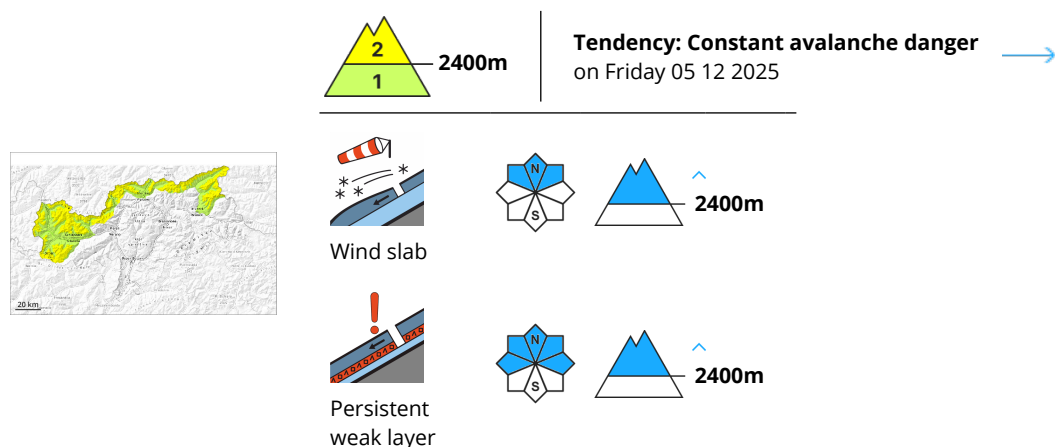 2
1
2400m
Tendency: Constant avalanche danger
on Friday 05 12 2025
20 km
N
S
2400m
Wind slab
N
S
2400m
Persistent
weak layer